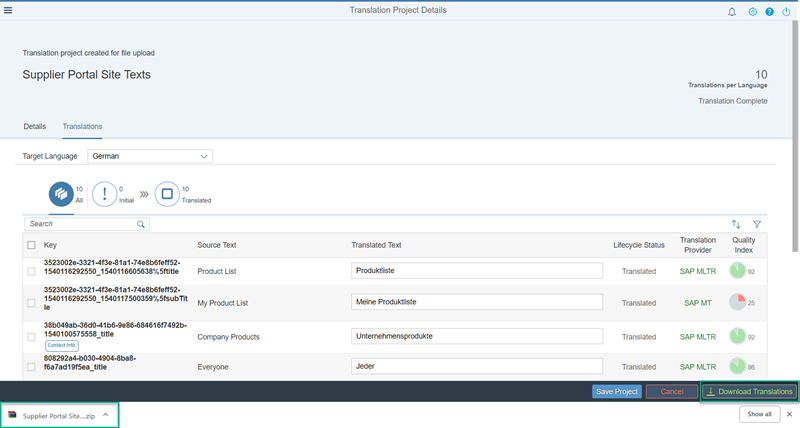 Translation Project Details
Translation project created for file upload
Supplier Portal Site Texts
10
Translations per Language
Translation Complete
Details Translations
Target Language German
10 All 0 Initial 10 Translated
Search
Key Source Text Translated Text Lifecycle Status Translation Provider Quality Index
3523002e-3321-4f3e-81a1-74e8b6feff52-
1540116292550_1540116605638%5ftitle Product List Produktliste Translated SAP MLTR 92
3523002e-3321-4f3e-81a1-74e8b6feff52-
1540116292550_1540117500359%5fsubTit
le My Product List Meine Produktliste Translated SAP MT 25
38b049ab-36d0-41b6-9e86-684616f7492b-
1540100575558_title Company Products Unternehmensprodukte Translated SAP MLTR 92
Context Info.
808292a4-b030-4904-8ba8-
f6a7ad19f5ea_title Everyone Jeder Translated SAP MLTR 86
Save Project Cancel Download Translations
Supplier Portal Site....zip Show all